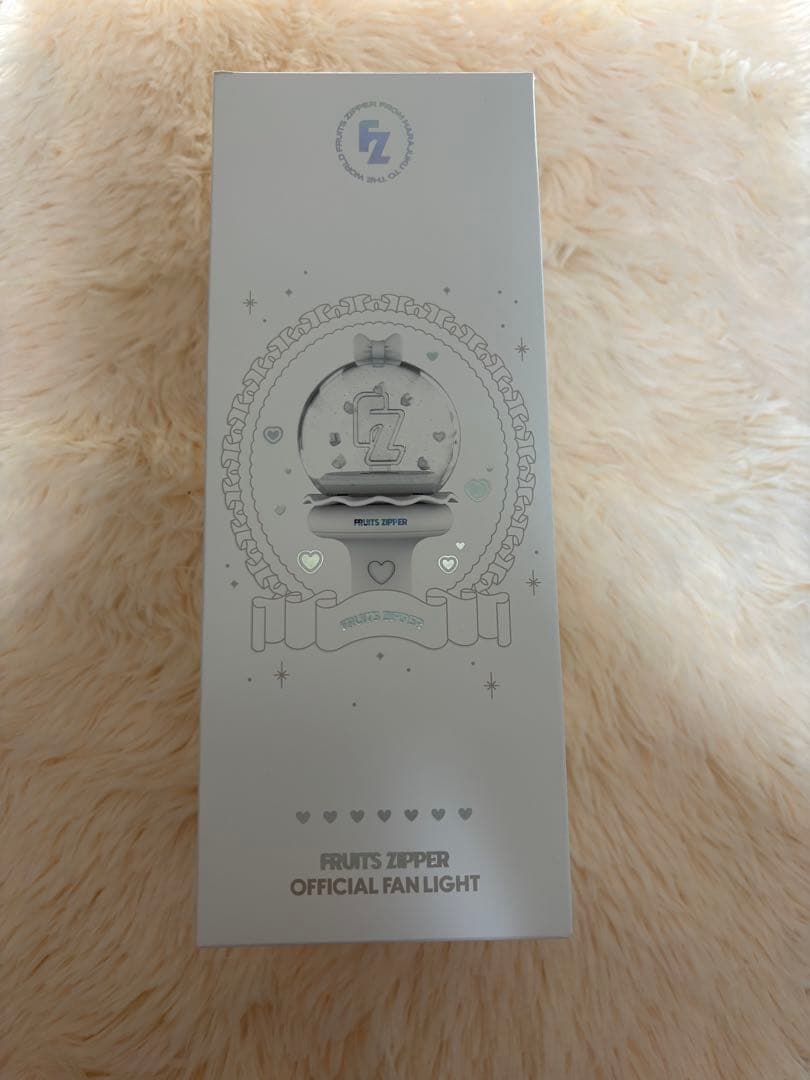 FRUITS ZIPPER FROM HARAJUKU TO THE WORLD
FZ
FZ
FRUITS ZIPPER
FRUITS ZIPPER
FRUITS ZIPPER
OFFICIAL FAN LIGHT